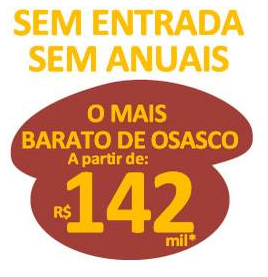 SEM ENTRADA
SEM ANUAIS
O MAIS
BARATO DE OSASCO
A partir de:
R$ 142
mil*